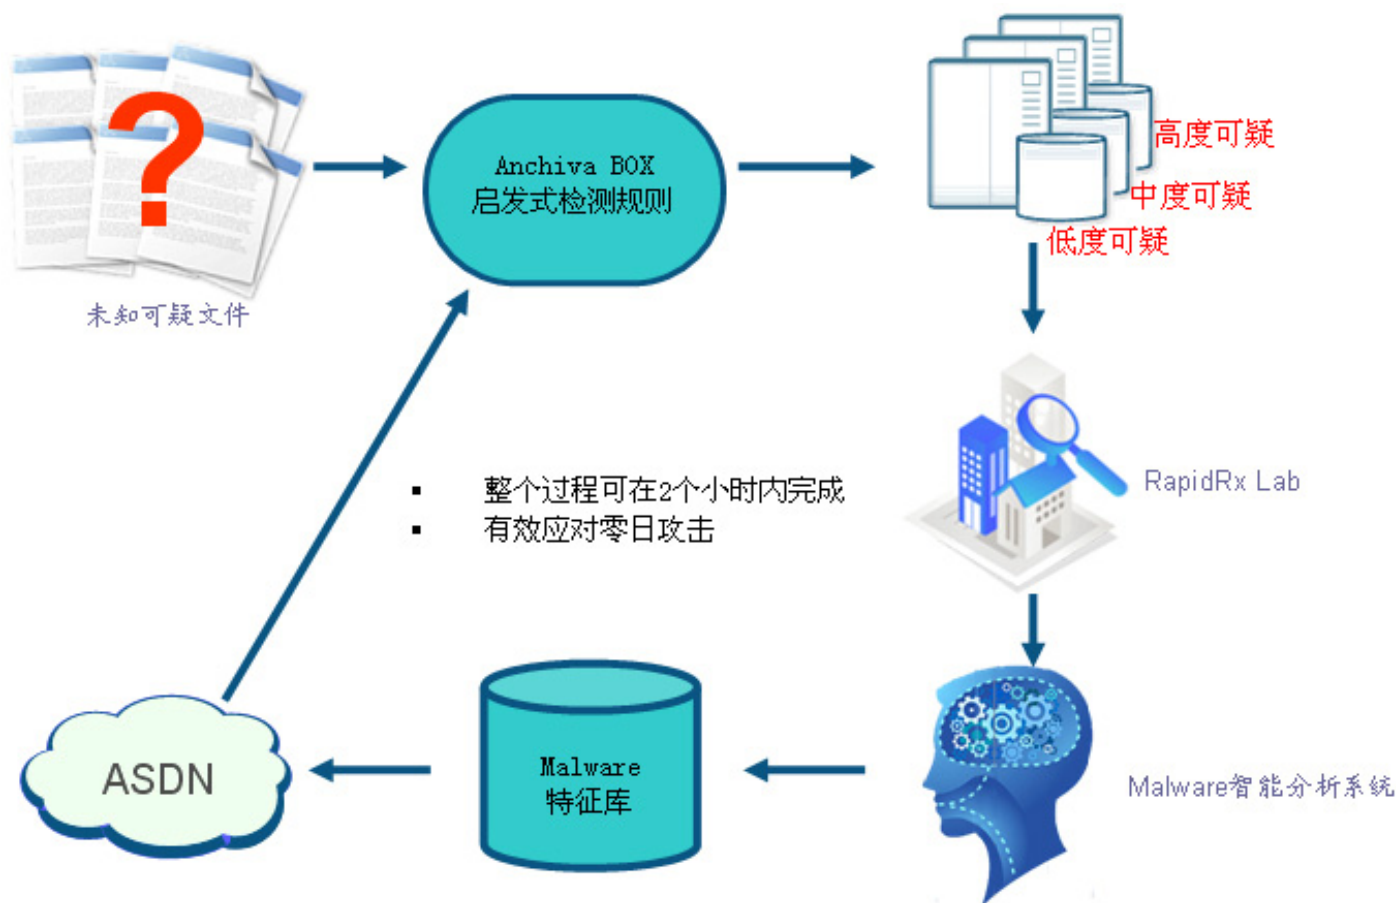 Anchiva BOX
启发式检测规则
高度可疑
中度可疑
低度可疑
未知可疑文件
▪ 整个过程可在2个小时内完成
▪ 有效应对零日攻击
RapidRx Lab
ASDN
Malware
特征库
Malware智能分析系统